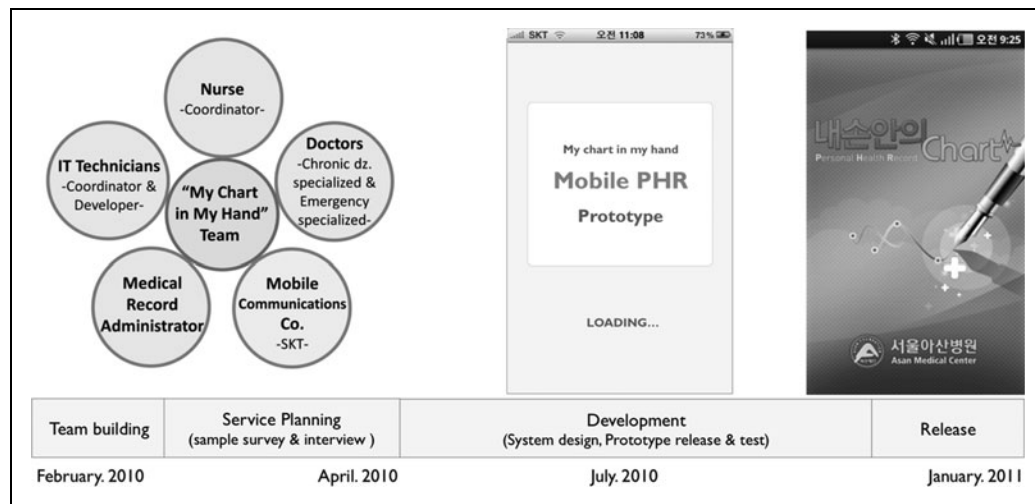 Nurse
-Coordinator-
IT Technicians
-Coordinator &
Developer-
Doctors
-Chronic dz.
specialized &
Emergency
specialized-
“My Chart
in My Hand”
Team
Medical
Record
Administrator
Mobile
Communications
Co.
-SKT-
SKT 오전 11:08 73%
My chart in my hand
Mobile PHR
Prototype
LOADING...
오전 9:25
내손안의 Chart
Personal Health Record
서울아산병원
Asan Medical Center
Team building
Service Planning
(sample survey & interview )
Development
(System design, Prototype release & test)
Release
February. 2010
April. 2010
July. 2010
January. 2011